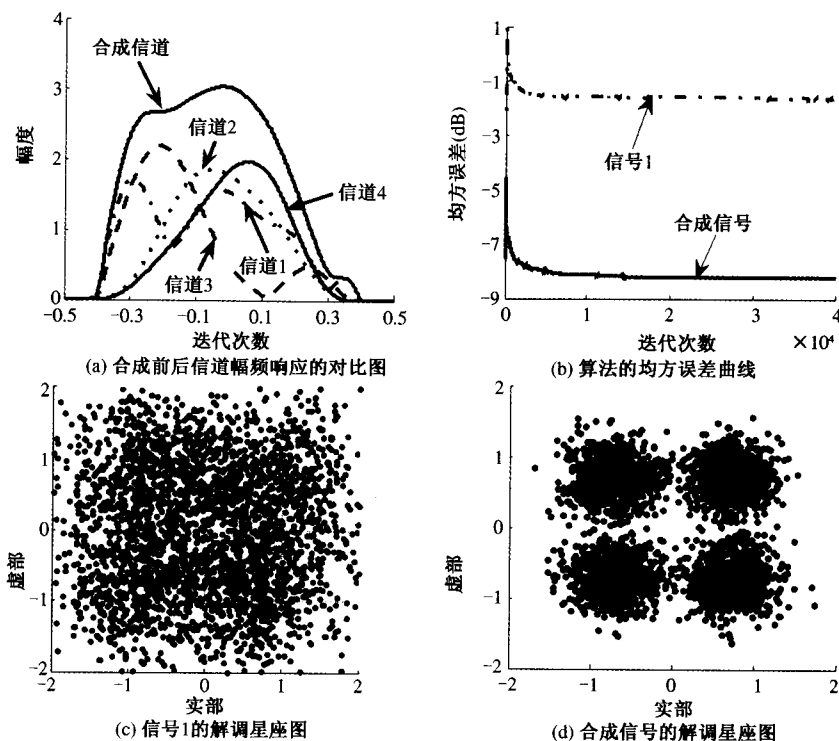 4
3
2
1
0
幅度
合成信道
信道2
信道4
信道1
信道3
−0.5
−0.3
−0.1
0.1
0.3
0.5
迭代次数
(a) 合成前后信道幅频响应的对比图
1
−1
−3
−5
−7
−9
均方误差(dB)
信号1
合成信号
0
1
2
3
4
迭代次数
×10⁴
(b) 算法的均方误差曲线
2
1
0
−1
−2
虚部
−2
−1
0
1
2
实部
(c) 信号1的解调星座图
2
1
0
−1
−2
虚部
−2
−1
0
1
2
实部
(d) 合成信号的解调星座图